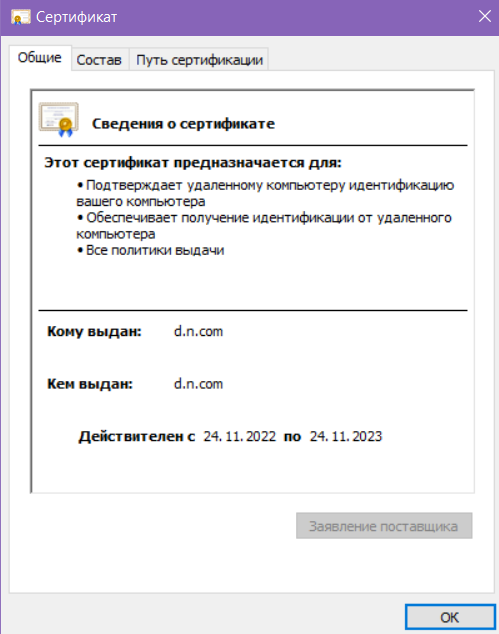 Сертификат
Общие Состав Путь сертификации
Сведения о сертификате
Этот сертификат предназначается для:
• Подтверждает удаленному компьютеру идентификацию
вашего компьютера
• Обеспечивает получение идентификации от удаленного
компьютера
• Все политики выдачи
Кому выдан: d.n.com
Кем выдан: d.n.com
Действителен с 24.11.2022 по 24.11.2023
Заявление поставщика
ОК